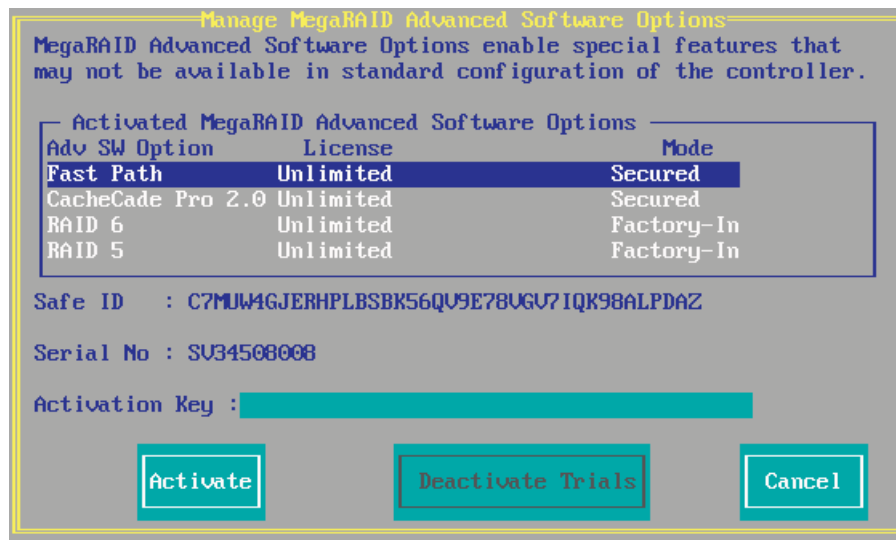 Manage MegaRAID Advanced Software Options
MegaRAID Advanced Software Options enable special features that
may not be available in standard configuration of the controller.
Activated MegaRAID Advanced Software Options
Adv SW Option License Mode
Fast Path Unlimited Secured
CacheCade Pro 2.0 Unlimited Secured
RAID 6 Unlimited Factory-In
RAID 5 Unlimited Factory-In
Safe ID : C7MUW4GJERHPLBSBK56QV9E78VGV7IQK98ALPDAZ
Serial No : SV34508008
Activation Key :
Activate Deactivate Trials Cancel